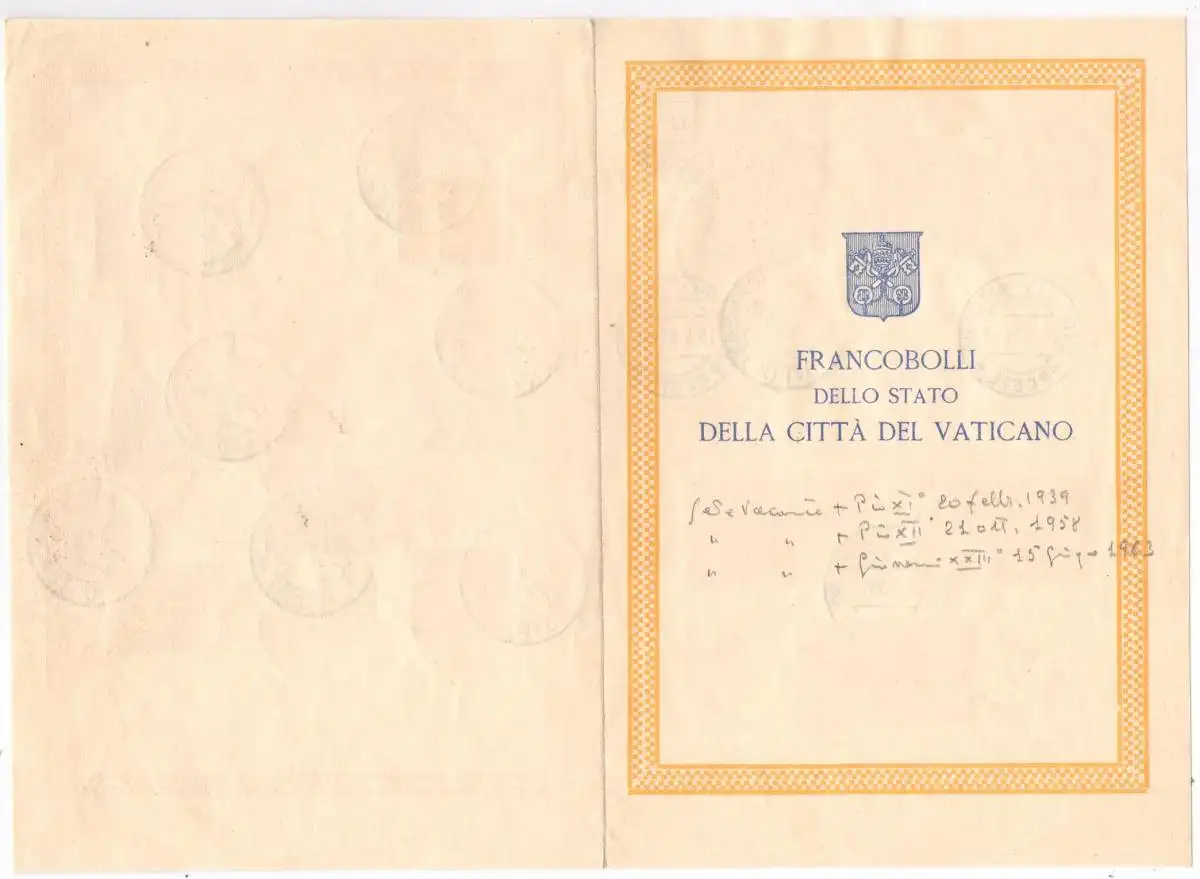 FRANCOBOLLI
DELLO STATO
DELLA CITTÀ DEL VATICANO
Sede Vacante + Pio XI° 20 febb. 1939
" " + Pio XII° 21 ott. 1958
" " + Giovanni XXIII° 15 Giugno 1963